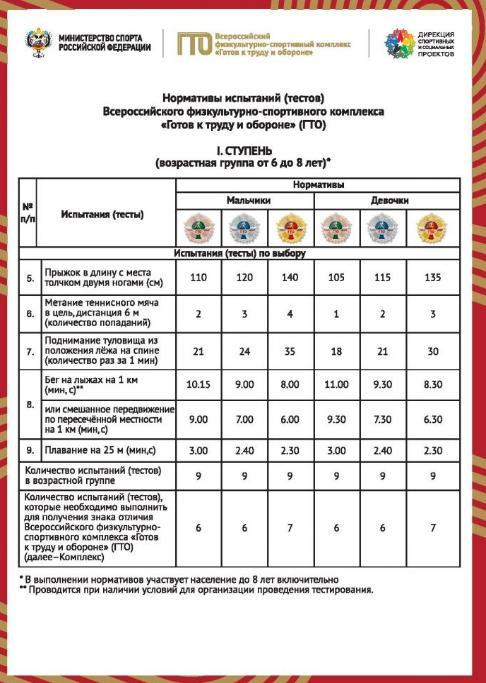 МИНИСТЕРСТВО СПОРТА
РОССИЙСКОЙ ФЕДЕРАЦИИ
ГТО
Всероссийский
физкультурно-спортивный комплекс
«Готов к труду и обороне»
ДИРЕКЦИЯ
СПОРТИВНЫХ
И СОЦИАЛЬНЫХ
ПРОЕКТОВ
Нормативы испытаний (тестов)
Всероссийского физкультурно-спортивного комплекса
«Готов к труду и обороне» (ГТО)
I. СТУПЕНЬ
(возрастная группа от 6 до 8 лет)*
№ п/п Испытания (тесты) Нормативы
Мальчики Девочки
Испытания (тесты) по выбору
5. Прыжок в длину с места 110 120 140 105 115 135
толчком двумя ногами (см)
6. Метание теннисного мяча
в цель, дистанция 6 м 2 3 4 1 2 3
(количество попаданий)
7. Поднимание туловища из
положения лёжа на спине 21 24 35 18 21 30
(количество раз за 1 мин)
8. Бег на лыжах на 1 км 10.15 9.00 8.00 11.00 9.30 8.30
(мин, с)**
или смешанное передвижение
по пересечённой местности 9.00 7.00 6.00 9.30 7.30 6.30
на 1 км (мин, с)
9. Плавание на 25 м (мин,с) 3.00 2.40 2.30 3.00 2.40 2.30
Количество испытаний (тестов) 9 9 9 9 9 9
в возрастной группе
Количество испытаний (тестов),
которые необходимо выполнить
для получения знака отличия
Всероссийского физкультурно- 6 6 7 6 6 7
спортивного комплекса «Готов
к труду и обороне» (ГТО)
(далее–Комплекс)
* В выполнении нормативов участвует население до 8 лет включительно
** Проводится при наличии условий для организации проведения тестирования.